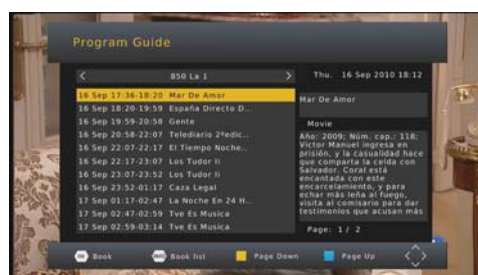 Program Guide
850 La 1
Thu. 16 Sep 2010 18:12
16 Sep 17:36-18:20 Mar De Amor
16 Sep 18:20-19:59 España Directo D..
16 Sep 19:59-20:58 Gente
16 Sep 20:58-22:07 Telediario 2ªedic..
16 Sep 22:07-22:17 El Tiempo Noche..
16 Sep 22:17-23:07 Los Tudor Ii
16 Sep 23:07-23:52 Los Tudor Ii
16 Sep 23:52-01:17 Caza Legal
17 Sep 01:17-02:47 La Noche En 24 H..
17 Sep 02:47-02:59 Tve Es Musica
17 Sep 02:59-03:14 Tve Es Musica
Mar De Amor
Movie
Año: 2009; Núm. cap.: 118;
Victor Manuel ingresa en
prisión, y la casualidad hace
que comparta la celda con
Salvador. Coral está
encantada con este
encarcelamiento, y para
echar más leña al fuego,
visita al comisario para dar
testimonios que acusan más
Page: 1/ 2
OK Book
INFO Book list
Page Down
Page Up